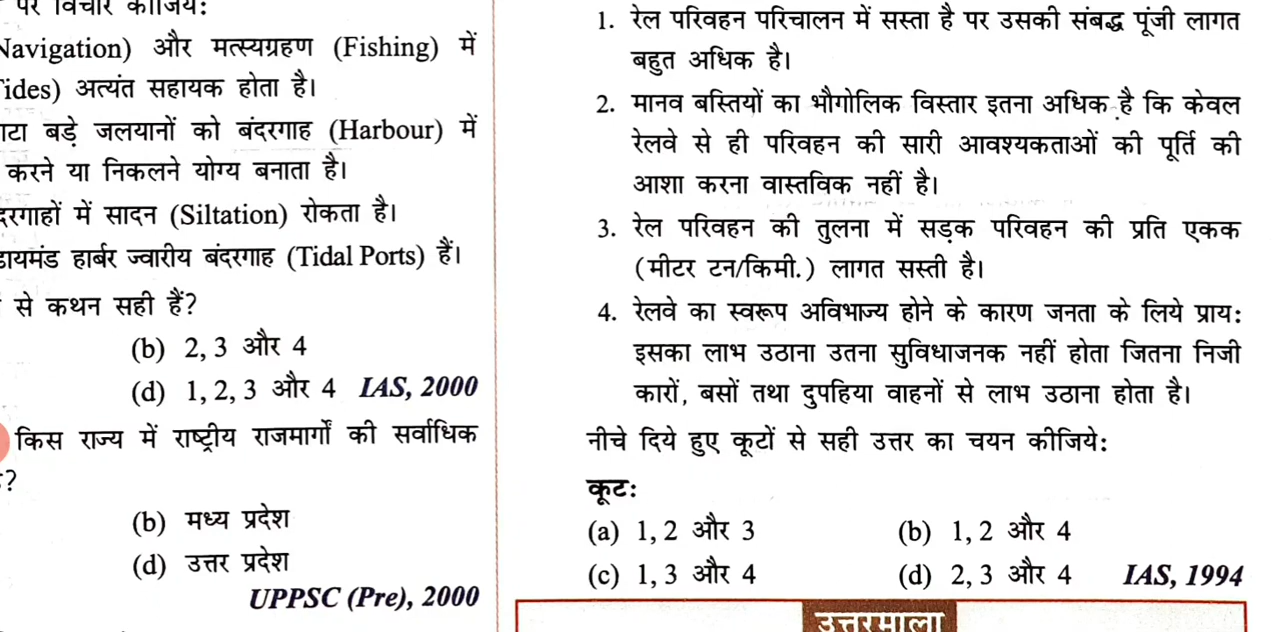 पर विचार कीजिये:
Navigation) और मत्स्यग्रहण (Fishing) में
Tides) अत्यंत सहायक होता है।
बड़े जलयानों को बंदरगाह (Harbour) में
करने या निकलने योग्य बनाता है।
में सादन (Siltation) रोकता है।
हार्बर ज्वारीय बंदरगाह (Tidal Ports) हैं।
से कथन सही हैं?
(b) 2, 3 और 4
(d) 1, 2, 3 और 4 IAS, 2000
किस राज्य में राष्ट्रीय राजमार्गों की सर्वाधिक
?
(b) मध्य प्रदेश
(d) उत्तर प्रदेश
UPPSC (Pre), 2000
1. रेल परिवहन परिचालन में सस्ता है पर उसकी संबद्ध पूंजी लागत
बहुत अधिक है।
2. मानव बस्तियों का भौगोलिक विस्तार इतना अधिक है कि केवल
रेलवे से ही परिवहन की सारी आवश्यकताओं की पूर्ति की
आशा करना वास्तविक नहीं है।
3. रेल परिवहन की तुलना में सड़क परिवहन की प्रति एकक
(मीटर टन/किमी.) लागत सस्ती है।
4. रेलवे का स्वरूप अविभाज्य होने के कारण जनता के लिये प्राय:
इसका लाभ उठाना उतना सुविधाजनक नहीं होता जितना निजी
कारों, बसों तथा दुपहिया वाहनों से लाभ उठाना होता है।
नीचे दिये हुए कूटों से सही उत्तर का चयन कीजिये:
कूट:
(a) 1, 2 और 3 (b) 1, 2 और 4
(c) 1, 3 और 4 (d) 2, 3 और 4 IAS, 1994
उत्तरमाला